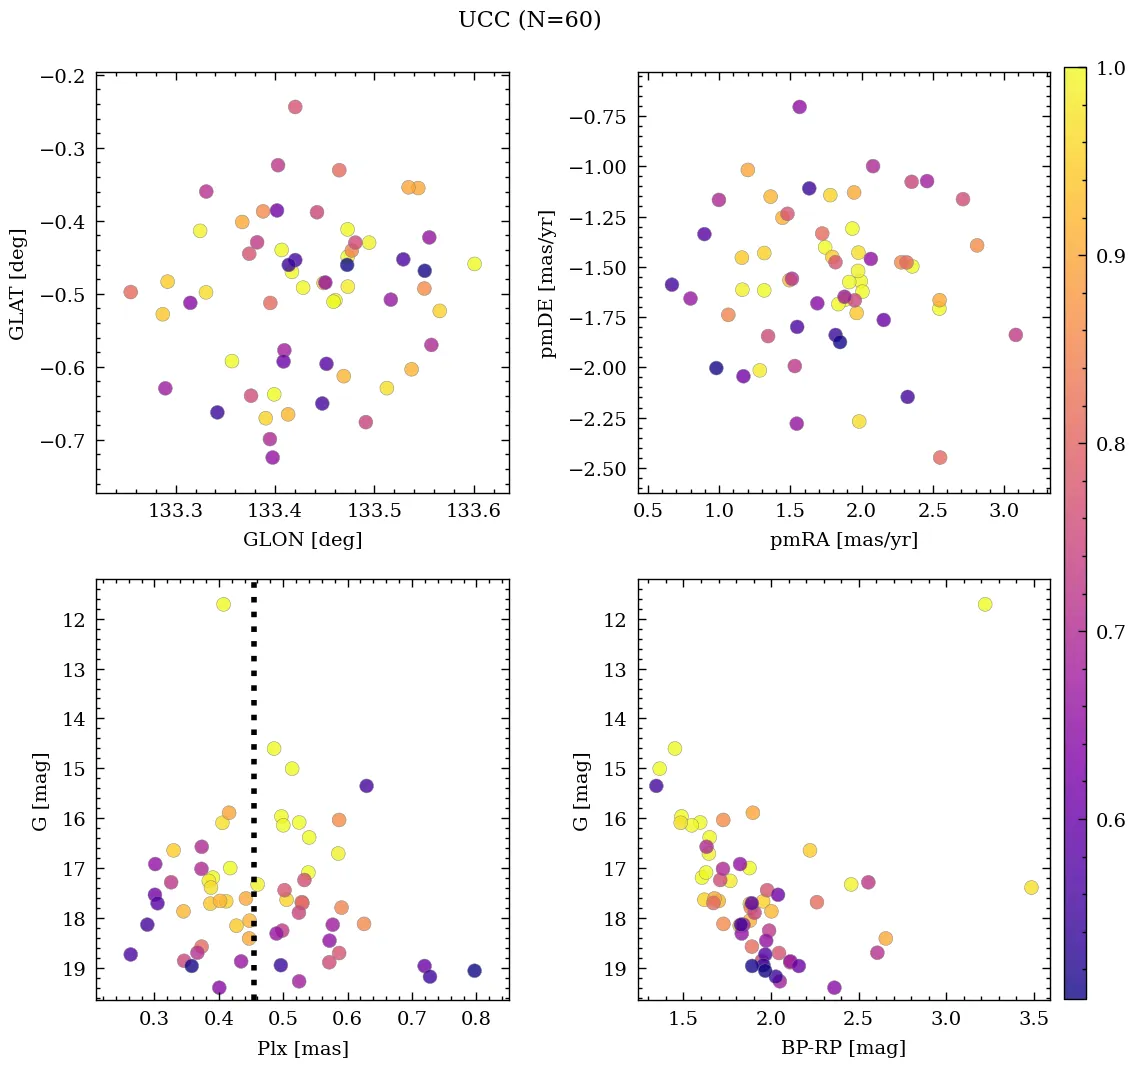 UCC (N=60)
−0.2
−0.3
−0.4
−0.5
−0.6
−0.7
GLAT [deg]
133.3 133.4 133.5 133.6
GLON [deg]
−0.75
−1.00
−1.25
−1.50
−1.75
−2.00
−2.25
−2.50
pmDE [mas/yr]
0.5 1.0 1.5 2.0 2.5 3.0
pmRA [mas/yr]
12
13
14
15
16
17
18
19
G [mag]
0.3 0.4 0.5 0.6 0.7 0.8
Plx [mas]
12
13
14
15
16
17
18
19
G [mag]
1.5 2.0 2.5 3.0 3.5
BP-RP [mag]
1.0
0.9
0.8
0.7
0.6